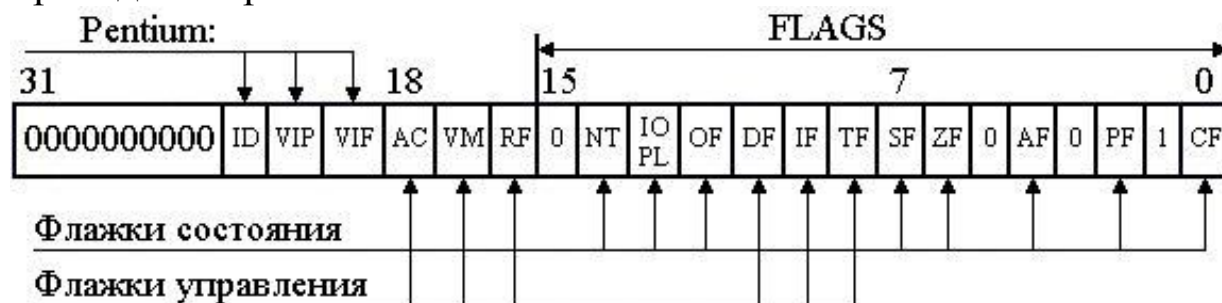 Pentium: FLAGS
31 18 15 7 0
0000000000 ID VIP VIF AC VM RF 0 NT IO PL OF DF IF TF SF ZF 0 AF 0 PF 1 CF
Флажки состояния
Флажки управления